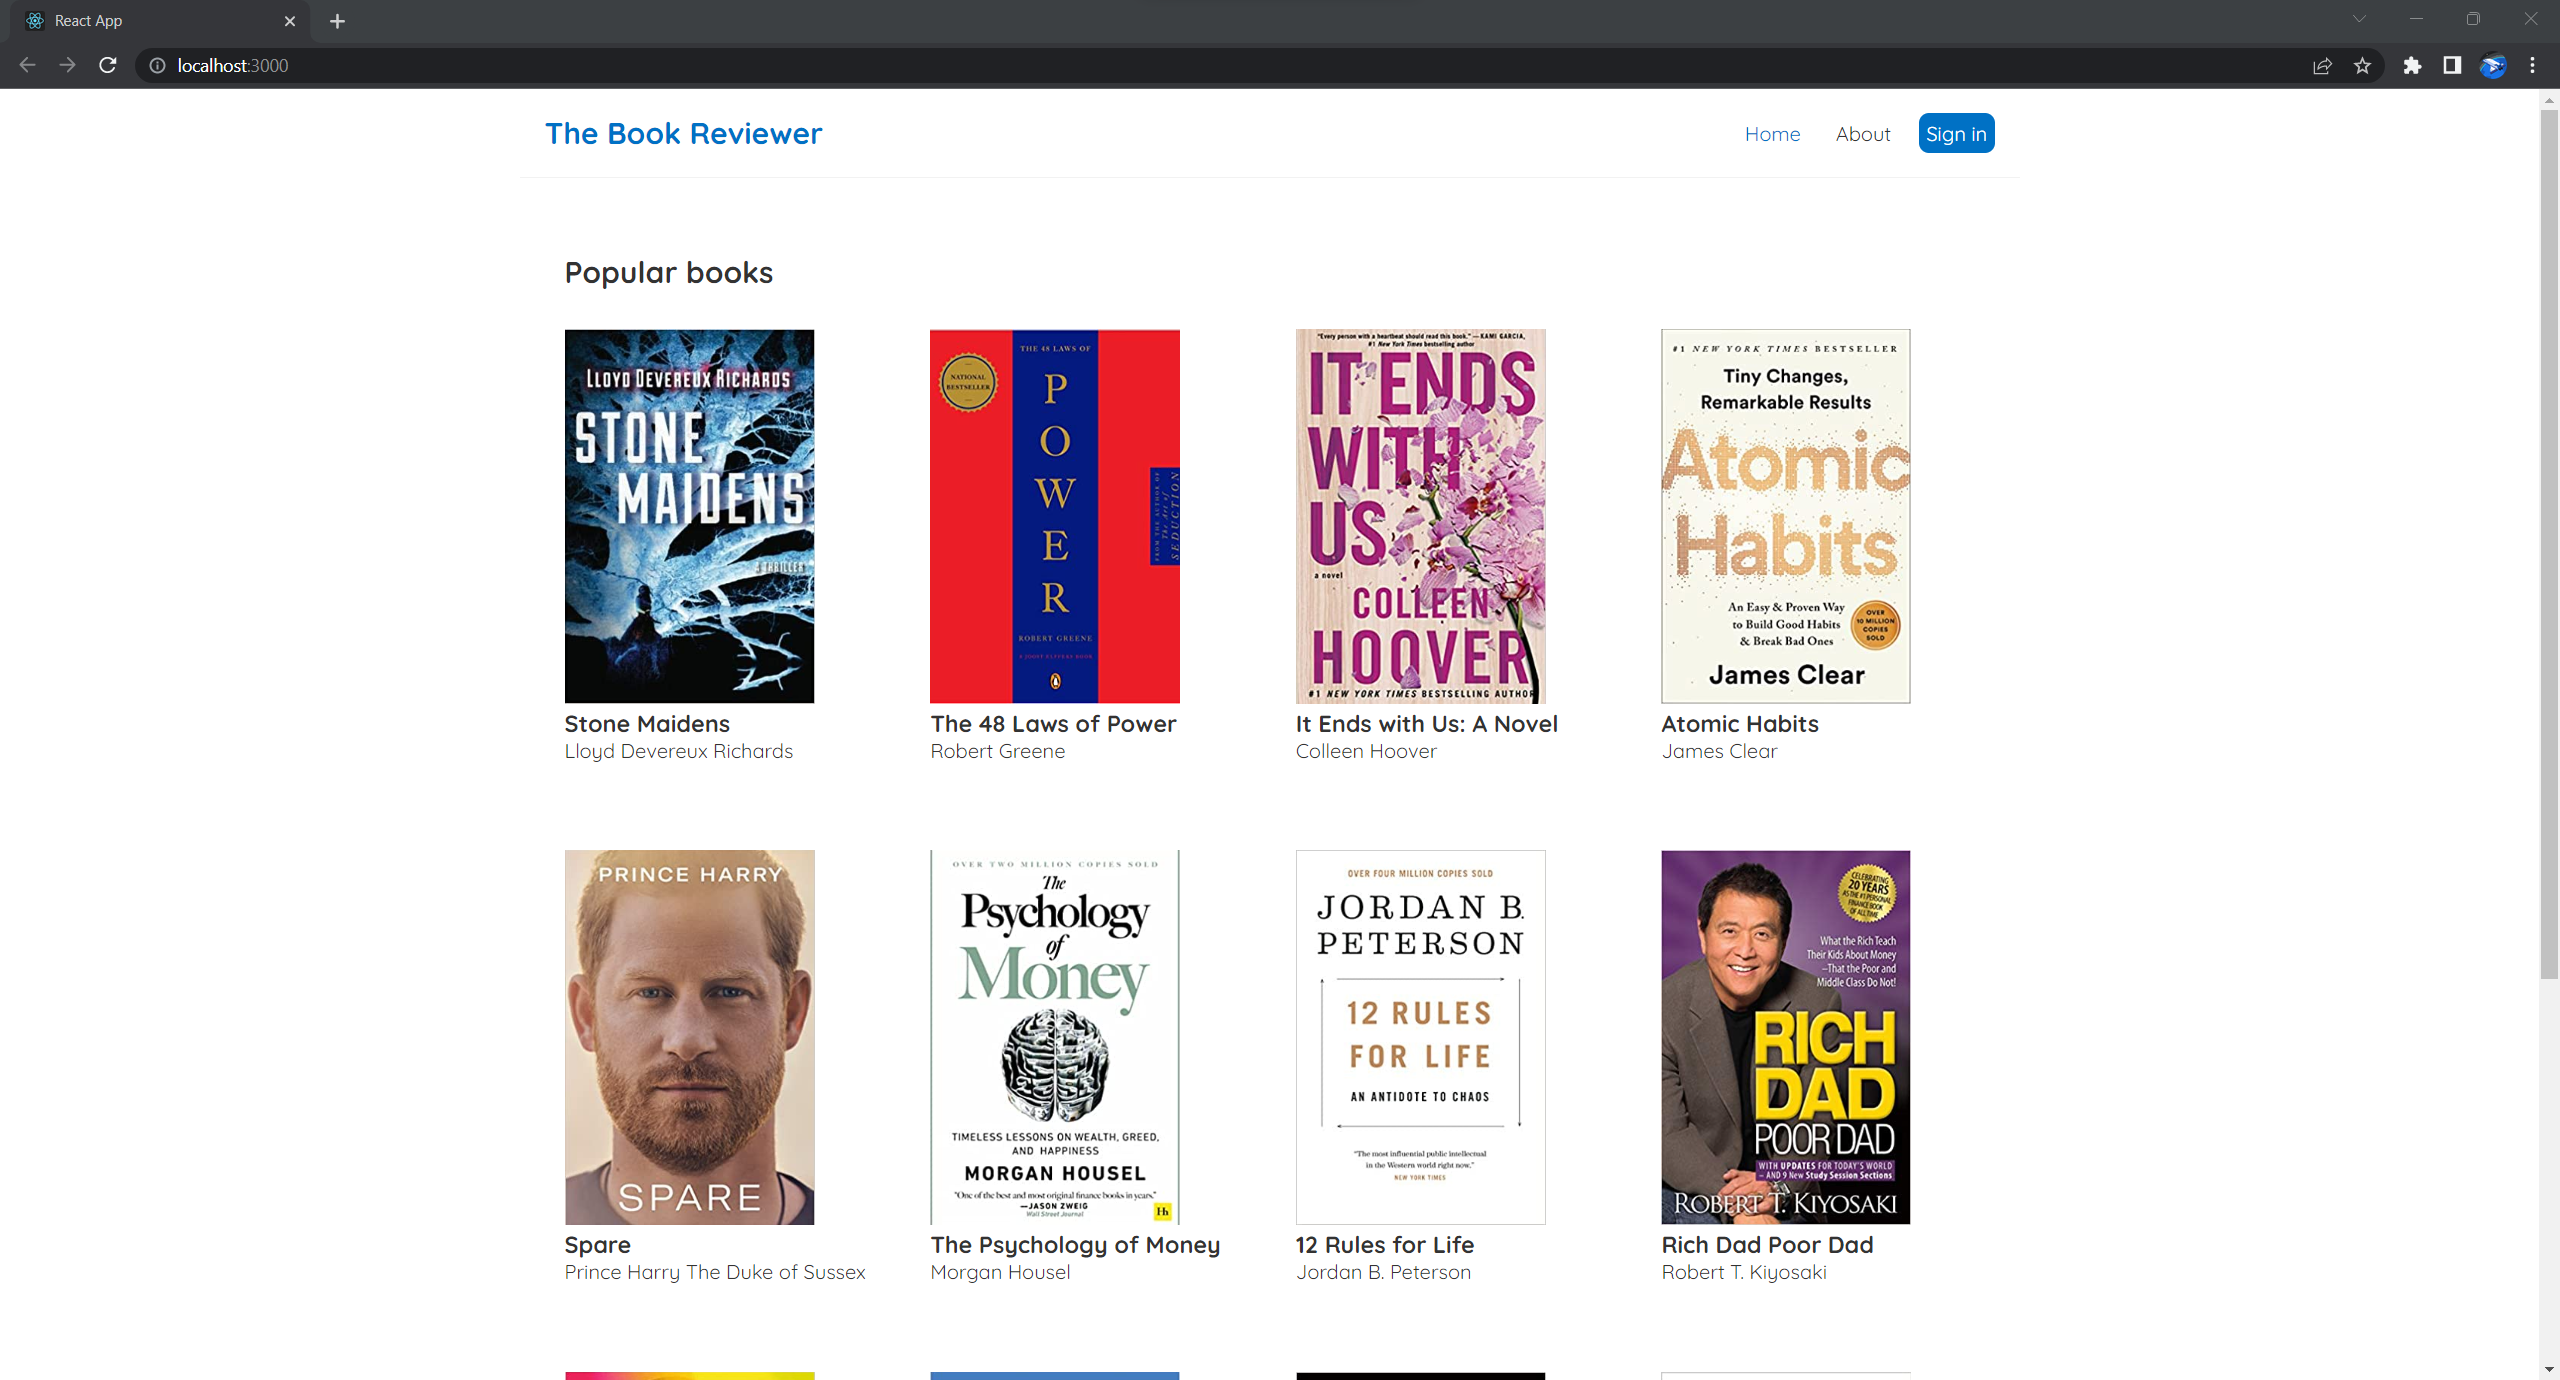 React App
localhost:3000
The Book Reviewer
Home
About
Sign in
Popular books
LLOYD DEVEREUX RICHARDS
STONE
MAIDENS
A THRILLER
Stone Maidens
Lloyd Devereux Richards
THE 48 LAWS OF
NATIONAL
BESTSELLER
P
O
W
E
R
FROM THE AUTHOR OF
The Art of
SEDUCTION
ROBERT GREENE
A JOOST ELFFERS BOOK
The 48 Laws of Power
Robert Greene
"Every person with a heartbeat should read this book." —KAMI GARCIA,
#1 New York Times bestselling author
IT ENDS
WITH
US
a novel
COLLEEN
HOOVER
#1 NEW YORK TIMES BESTSELLING AUTHOR
It Ends with Us: A Novel
Colleen Hoover
#1 NEW YORK TIMES BESTSELLER
Tiny Changes,
Remarkable Results
Atomic
Habits
An Easy & Proven Way
to Build Good Habits
& Break Bad Ones
OVER
10 MILLION
COPIES
SOLD
James Clear
Atomic Habits
James Clear
PRINCE HARRY
SPARE
Spare
Prince Harry The Duke of Sussex
OVER TWO MILLION COPIES SOLD
The
Psychology
of
Money
TIMELESS LESSONS ON WEALTH, GREED,
AND HAPPINESS
MORGAN HOUSEL
"One of the best and most original finance books in years."
—JASON ZWEIG
Wall Street Journal
Hh
The Psychology of Money
Morgan Housel
OVER FOUR MILLION COPIES SOLD
JORDAN B.
PETERSON
12 RULES
FOR LIFE
AN ANTIDOTE TO CHAOS
"The most influential public intellectual
in the Western world right now."
NEW YORK TIMES
12 Rules for Life
Jordan B. Peterson
CELEBRATING
20 YEARS
AS THE #1 PERSONAL
FINANCE BOOK
OF ALL TIME
What the Rich Teach
Their Kids About Money
–That the Poor and
Middle Class Do Not!
RICH
DAD
POOR DAD
WITH UPDATES FOR TODAY'S WORLD
– AND 9 New Study Session Sections
ROBERT T. KIYOSAKI
Rich Dad Poor Dad
Robert T. Kiyosaki